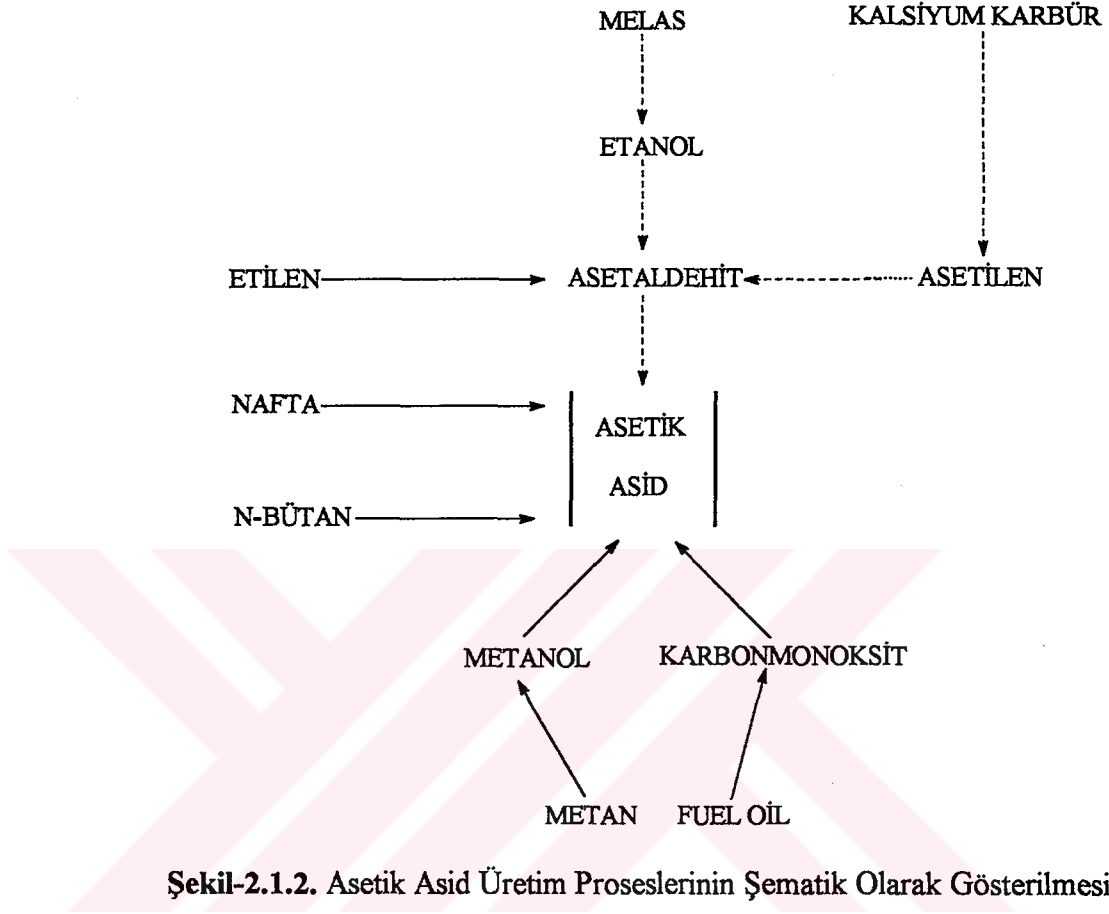 MELAS KALSİYUM KARBÜR
ETANOL
ETİLEN ASETALDEHİT ASETİLEN
NAFTA
ASETİK
ASİD
N-BÜTAN
METANOL KARBONMONOKSİT
METAN FUEL OİL
Şekil-2.1.2. Asetik Asid Üretim Proseslerinin Şematik Olarak Gösterilmesi